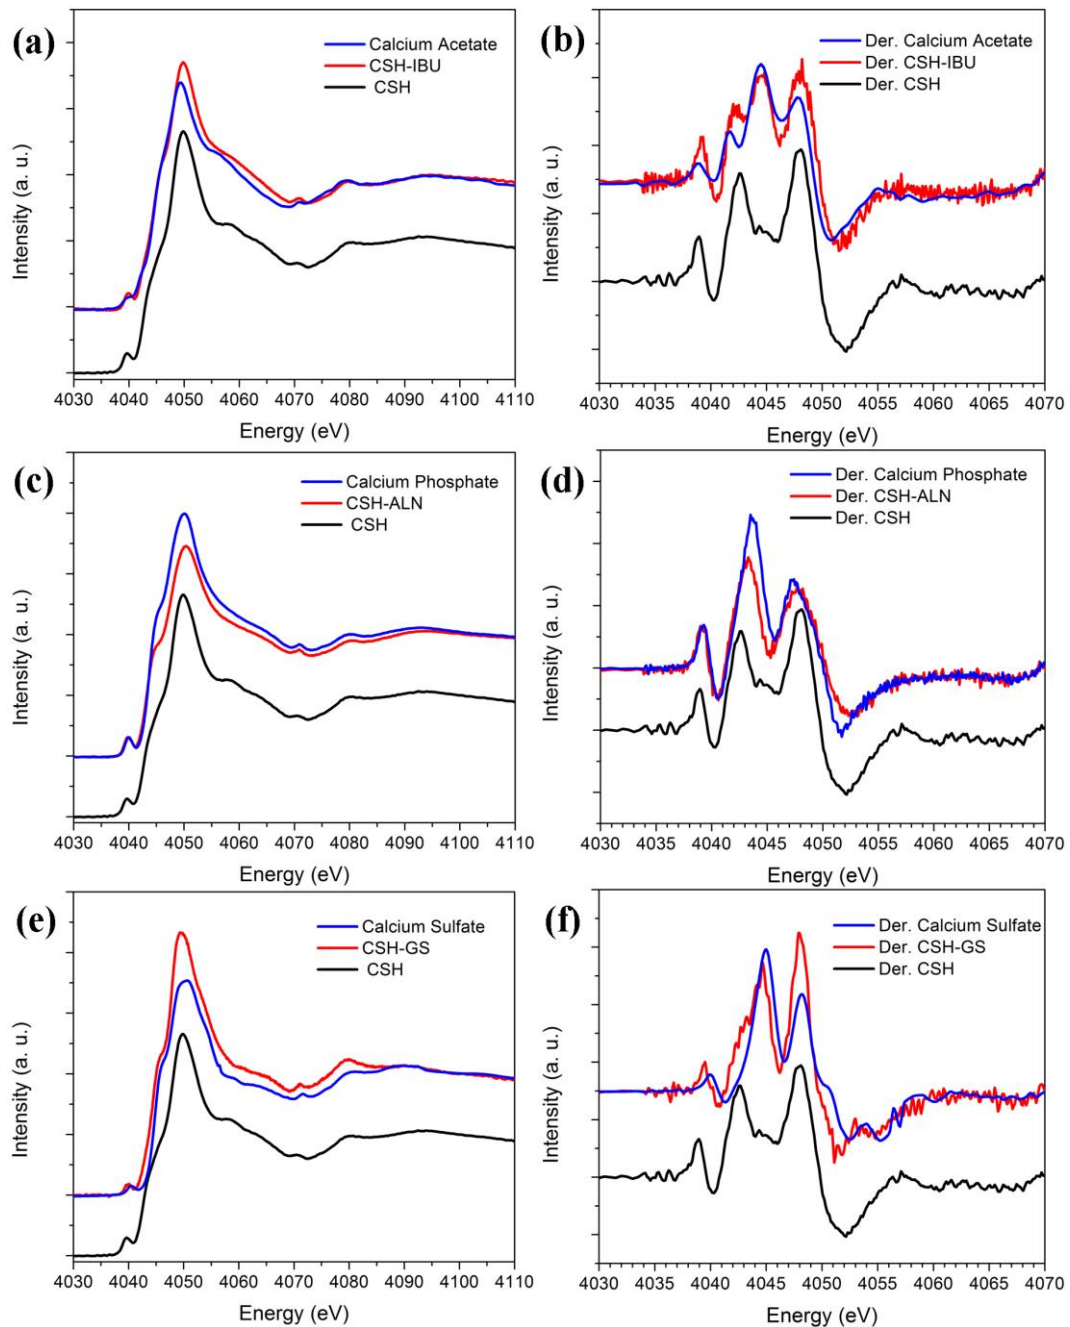 (a)
Calcium Acetate
CSH-IBU
CSH
Intensity (a. u.)
4030 4040 4050 4060 4070 4080 4090 4100 4110
Energy (eV)
(b)
Der. Calcium Acetate
Der. CSH-IBU
Der. CSH
Intensity (a. u.)
4030 4035 4040 4045 4050 4055 4060 4065 4070
Energy (eV)
(c)
Calcium Phosphate
CSH-ALN
CSH
Intensity (a. u.)
4030 4040 4050 4060 4070 4080 4090 4100 4110
Energy (eV)
(d)
Der. Calcium Phosphate
Der. CSH-ALN
Der. CSH
Intensity (a. u.)
4030 4035 4040 4045 4050 4055 4060 4065 4070
Energy (eV)
(e)
Calcium Sulfate
CSH-GS
CSH
Intensity (a. u.)
4030 4040 4050 4060 4070 4080 4090 4100 4110
Energy (eV)
(f)
Der. Calcium Sulfate
Der. CSH-GS
Der. CSH
Intensity (a. u.)
4030 4035 4040 4045 4050 4055 4060 4065 4070
Energy (eV)